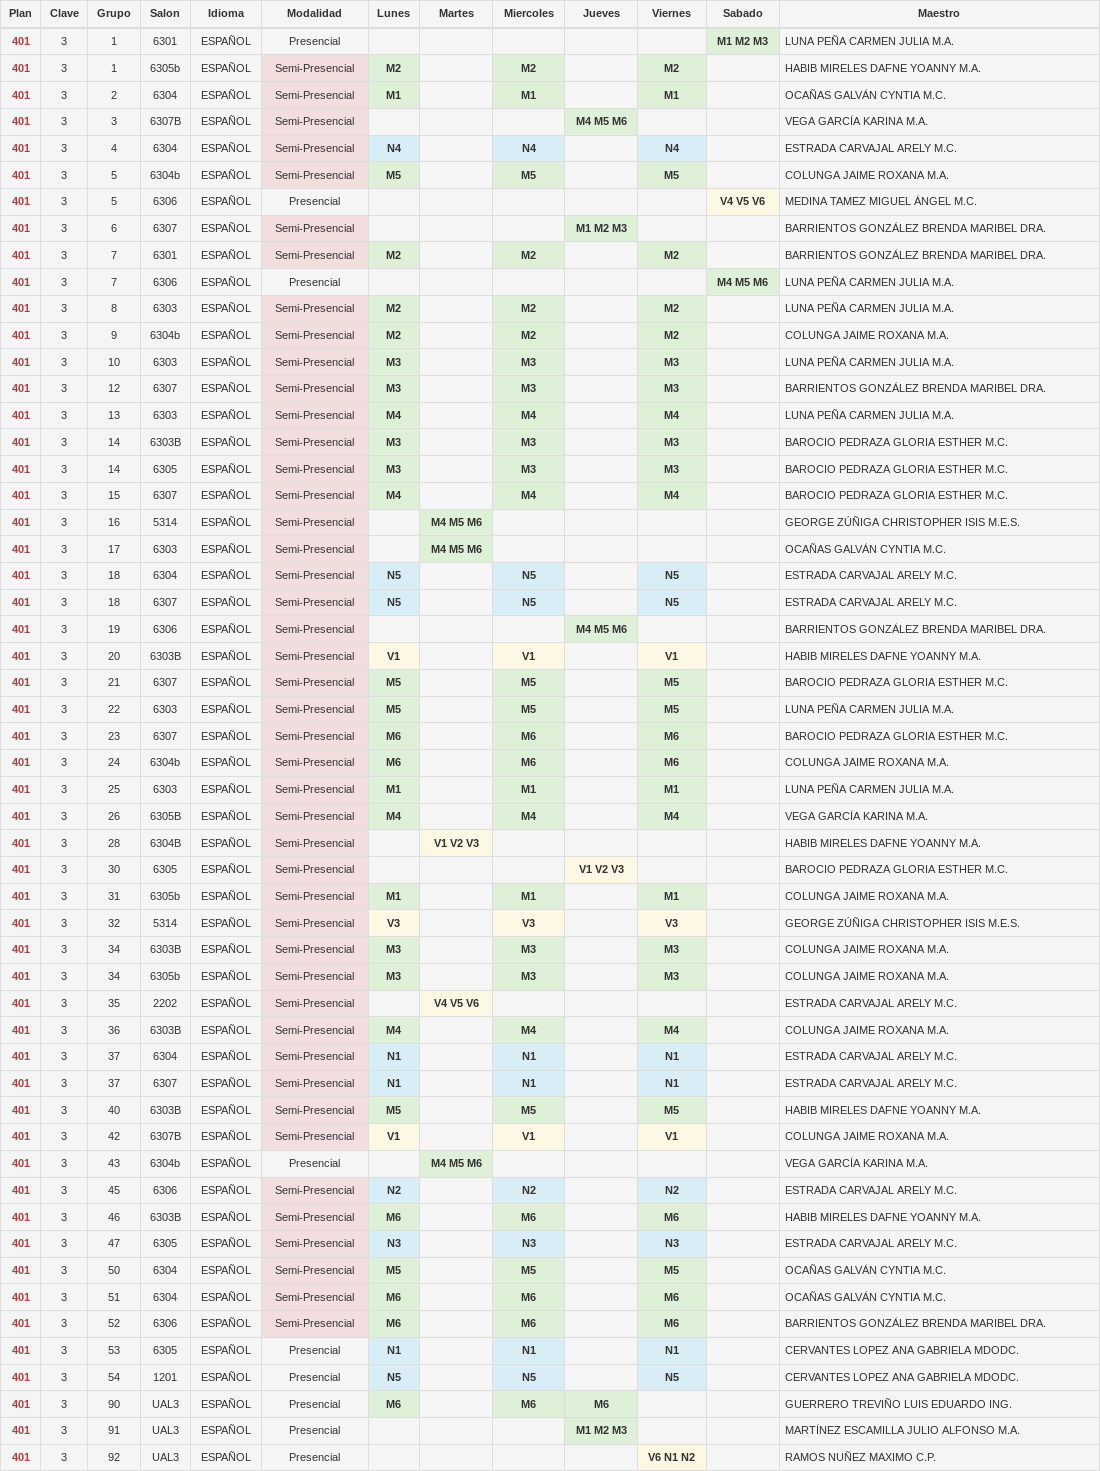 Plan Clave Grupo Salon Idioma Modalidad Lunes Martes Miercoles Jueves Viernes Sabado Maestro
401 3 1 6301 ESPAÑOL Presencial M1 M2 M3 LUNA PEÑA CARMEN JULIA M.A.
401 3 1 6305b ESPAÑOL Semi-Presencial M2 M2 M2 HABIB MIRELES DAFNE YOANNY M.A.
401 3 2 6304 ESPAÑOL Semi-Presencial M1 M1 M1 OCAÑAS GALVÁN CYNTIA M.C.
401 3 3 6307B ESPAÑOL Semi-Presencial M4 M5 M6 VEGA GARCÍA KARINA M.A.
401 3 4 6304 ESPAÑOL Semi-Presencial N4 N4 N4 ESTRADA CARVAJAL ARELY M.C.
401 3 5 6304b ESPAÑOL Semi-Presencial M5 M5 M5 COLUNGA JAIME ROXANA M.A.
401 3 5 6306 ESPAÑOL Presencial V4 V5 V6 MEDINA TAMEZ MIGUEL ÁNGEL M.C.
401 3 6 6307 ESPAÑOL Semi-Presencial M1 M2 M3 BARRIENTOS GONZÁLEZ BRENDA MARIBEL DRA.
401 3 7 6301 ESPAÑOL Semi-Presencial M2 M2 M2 BARRIENTOS GONZÁLEZ BRENDA MARIBEL DRA.
401 3 7 6306 ESPAÑOL Presencial M4 M5 M6 LUNA PEÑA CARMEN JULIA M.A.
401 3 8 6303 ESPAÑOL Semi-Presencial M2 M2 M2 LUNA PEÑA CARMEN JULIA M.A.
401 3 9 6304b ESPAÑOL Semi-Presencial M2 M2 M2 COLUNGA JAIME ROXANA M.A.
401 3 10 6303 ESPAÑOL Semi-Presencial M3 M3 M3 LUNA PEÑA CARMEN JULIA M.A.
401 3 12 6307 ESPAÑOL Semi-Presencial M3 M3 M3 BARRIENTOS GONZÁLEZ BRENDA MARIBEL DRA.
401 3 13 6303 ESPAÑOL Semi-Presencial M4 M4 M4 LUNA PEÑA CARMEN JULIA M.A.
401 3 14 6303B ESPAÑOL Semi-Presencial M3 M3 M3 BAROCIO PEDRAZA GLORIA ESTHER M.C.
401 3 14 6305 ESPAÑOL Semi-Presencial M3 M3 M3 BAROCIO PEDRAZA GLORIA ESTHER M.C.
401 3 15 6307 ESPAÑOL Semi-Presencial M4 M4 M4 BAROCIO PEDRAZA GLORIA ESTHER M.C.
401 3 16 5314 ESPAÑOL Semi-Presencial M4 M5 M6 GEORGE ZÚÑIGA CHRISTOPHER ISIS M.E.S.
401 3 17 6303 ESPAÑOL Semi-Presencial M4 M5 M6 OCAÑAS GALVÁN CYNTIA M.C.
401 3 18 6304 ESPAÑOL Semi-Presencial N5 N5 N5 ESTRADA CARVAJAL ARELY M.C.
401 3 18 6307 ESPAÑOL Semi-Presencial N5 N5 N5 ESTRADA CARVAJAL ARELY M.C.
401 3 19 6306 ESPAÑOL Semi-Presencial M4 M5 M6 BARRIENTOS GONZÁLEZ BRENDA MARIBEL DRA.
401 3 20 6303B ESPAÑOL Semi-Presencial V1 V1 V1 HABIB MIRELES DAFNE YOANNY M.A.
401 3 21 6307 ESPAÑOL Semi-Presencial M5 M5 M5 BAROCIO PEDRAZA GLORIA ESTHER M.C.
401 3 22 6303 ESPAÑOL Semi-Presencial M5 M5 M5 LUNA PEÑA CARMEN JULIA M.A.
401 3 23 6307 ESPAÑOL Semi-Presencial M6 M6 M6 BAROCIO PEDRAZA GLORIA ESTHER M.C.
401 3 24 6304b ESPAÑOL Semi-Presencial M6 M6 M6 COLUNGA JAIME ROXANA M.A.
401 3 25 6303 ESPAÑOL Semi-Presencial M1 M1 M1 LUNA PEÑA CARMEN JULIA M.A.
401 3 26 6305B ESPAÑOL Semi-Presencial M4 M4 M4 VEGA GARCÍA KARINA M.A.
401 3 28 6304B ESPAÑOL Semi-Presencial V1 V2 V3 HABIB MIRELES DAFNE YOANNY M.A.
401 3 30 6305 ESPAÑOL Semi-Presencial V1 V2 V3 BAROCIO PEDRAZA GLORIA ESTHER M.C.
401 3 31 6305b ESPAÑOL Semi-Presencial M1 M1 M1 COLUNGA JAIME ROXANA M.A.
401 3 32 5314 ESPAÑOL Semi-Presencial V3 V3 V3 GEORGE ZÚÑIGA CHRISTOPHER ISIS M.E.S.
401 3 34 6303B ESPAÑOL Semi-Presencial M3 M3 M3 COLUNGA JAIME ROXANA M.A.
401 3 34 6305b ESPAÑOL Semi-Presencial M3 M3 M3 COLUNGA JAIME ROXANA M.A.
401 3 35 2202 ESPAÑOL Semi-Presencial V4 V5 V6 ESTRADA CARVAJAL ARELY M.C.
401 3 36 6303B ESPAÑOL Semi-Presencial M4 M4 M4 COLUNGA JAIME ROXANA M.A.
401 3 37 6304 ESPAÑOL Semi-Presencial N1 N1 N1 ESTRADA CARVAJAL ARELY M.C.
401 3 37 6307 ESPAÑOL Semi-Presencial N1 N1 N1 ESTRADA CARVAJAL ARELY M.C.
401 3 40 6303B ESPAÑOL Semi-Presencial M5 M5 M5 HABIB MIRELES DAFNE YOANNY M.A.
401 3 42 6307B ESPAÑOL Semi-Presencial V1 V1 V1 COLUNGA JAIME ROXANA M.A.
401 3 43 6304b ESPAÑOL Presencial M4 M5 M6 VEGA GARCÍA KARINA M.A.
401 3 45 6306 ESPAÑOL Semi-Presencial N2 N2 N2 ESTRADA CARVAJAL ARELY M.C.
401 3 46 6303B ESPAÑOL Semi-Presencial M6 M6 M6 HABIB MIRELES DAFNE YOANNY M.A.
401 3 47 6305 ESPAÑOL Semi-Presencial N3 N3 N3 ESTRADA CARVAJAL ARELY M.C.
401 3 50 6304 ESPAÑOL Semi-Presencial M5 M5 M5 OCAÑAS GALVÁN CYNTIA M.C.
401 3 51 6304 ESPAÑOL Semi-Presencial M6 M6 M6 OCAÑAS GALVÁN CYNTIA M.C.
401 3 52 6306 ESPAÑOL Semi-Presencial M6 M6 M6 BARRIENTOS GONZÁLEZ BRENDA MARIBEL DRA.
401 3 53 6305 ESPAÑOL Presencial N1 N1 N1 CERVANTES LOPEZ ANA GABRIELA MDODC.
401 3 54 1201 ESPAÑOL Presencial N5 N5 N5 CERVANTES LOPEZ ANA GABRIELA MDODC.
401 3 90 UAL3 ESPAÑOL Presencial M6 M6 M6 GUERRERO TREVIÑO LUIS EDUARDO ING.
401 3 91 UAL3 ESPAÑOL Presencial M1 M2 M3 MARTÍNEZ ESCAMILLA JULIO ALFONSO M.A.
401 3 92 UAL3 ESPAÑOL Presencial V6 N1 N2 RAMOS NUÑEZ MAXIMO C.P.